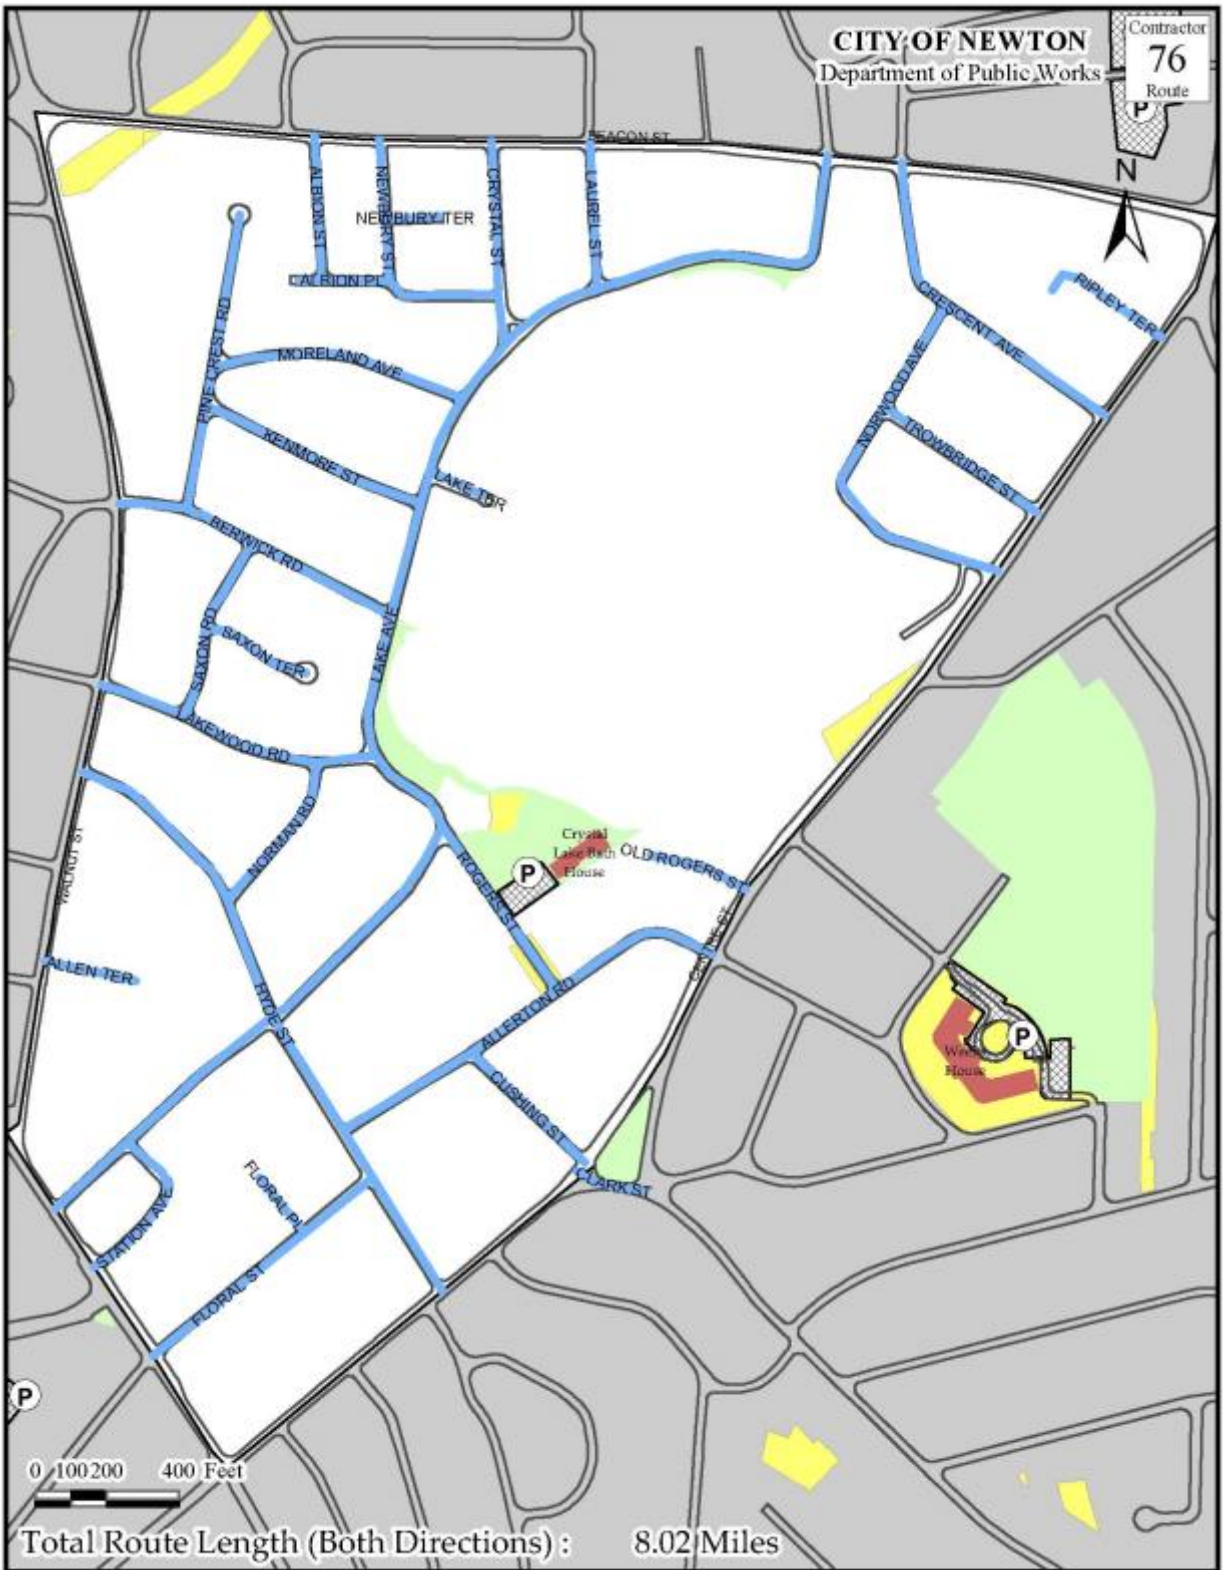 CITY OF NEWTON
Department of Public Works
Contractor
76
Route
P
N
BEACON ST
ALBION ST
NEWBURY ST
NEWBURY TER
CRYSTAL ST
LAUREL ST
ALBION PL
PINE CREST RD
MORELAND AVE
KENMORE ST
LAKE TER
CRESCENT AVE
RIPLEY TER
NORWOOD AVE
TROWBRIDGE ST
BERWICK RD
SAXON RD
SAXON TER
LAKE AVE
LAKEWOOD RD
NORMAN RD
WALNUT ST
ROGERS ST
P
Crystal
Lake Bath
House
OLD ROGERS ST
CENTRE ST
ALLEN TER
HYDE ST
ALLERTON RD
CUSHING ST
CLARK ST
P
House
FLORAL PL
STATION AVE
FLORAL ST
P
0 100 200 400 Feet
Total Route Length (Both Directions) : 8.02 Miles